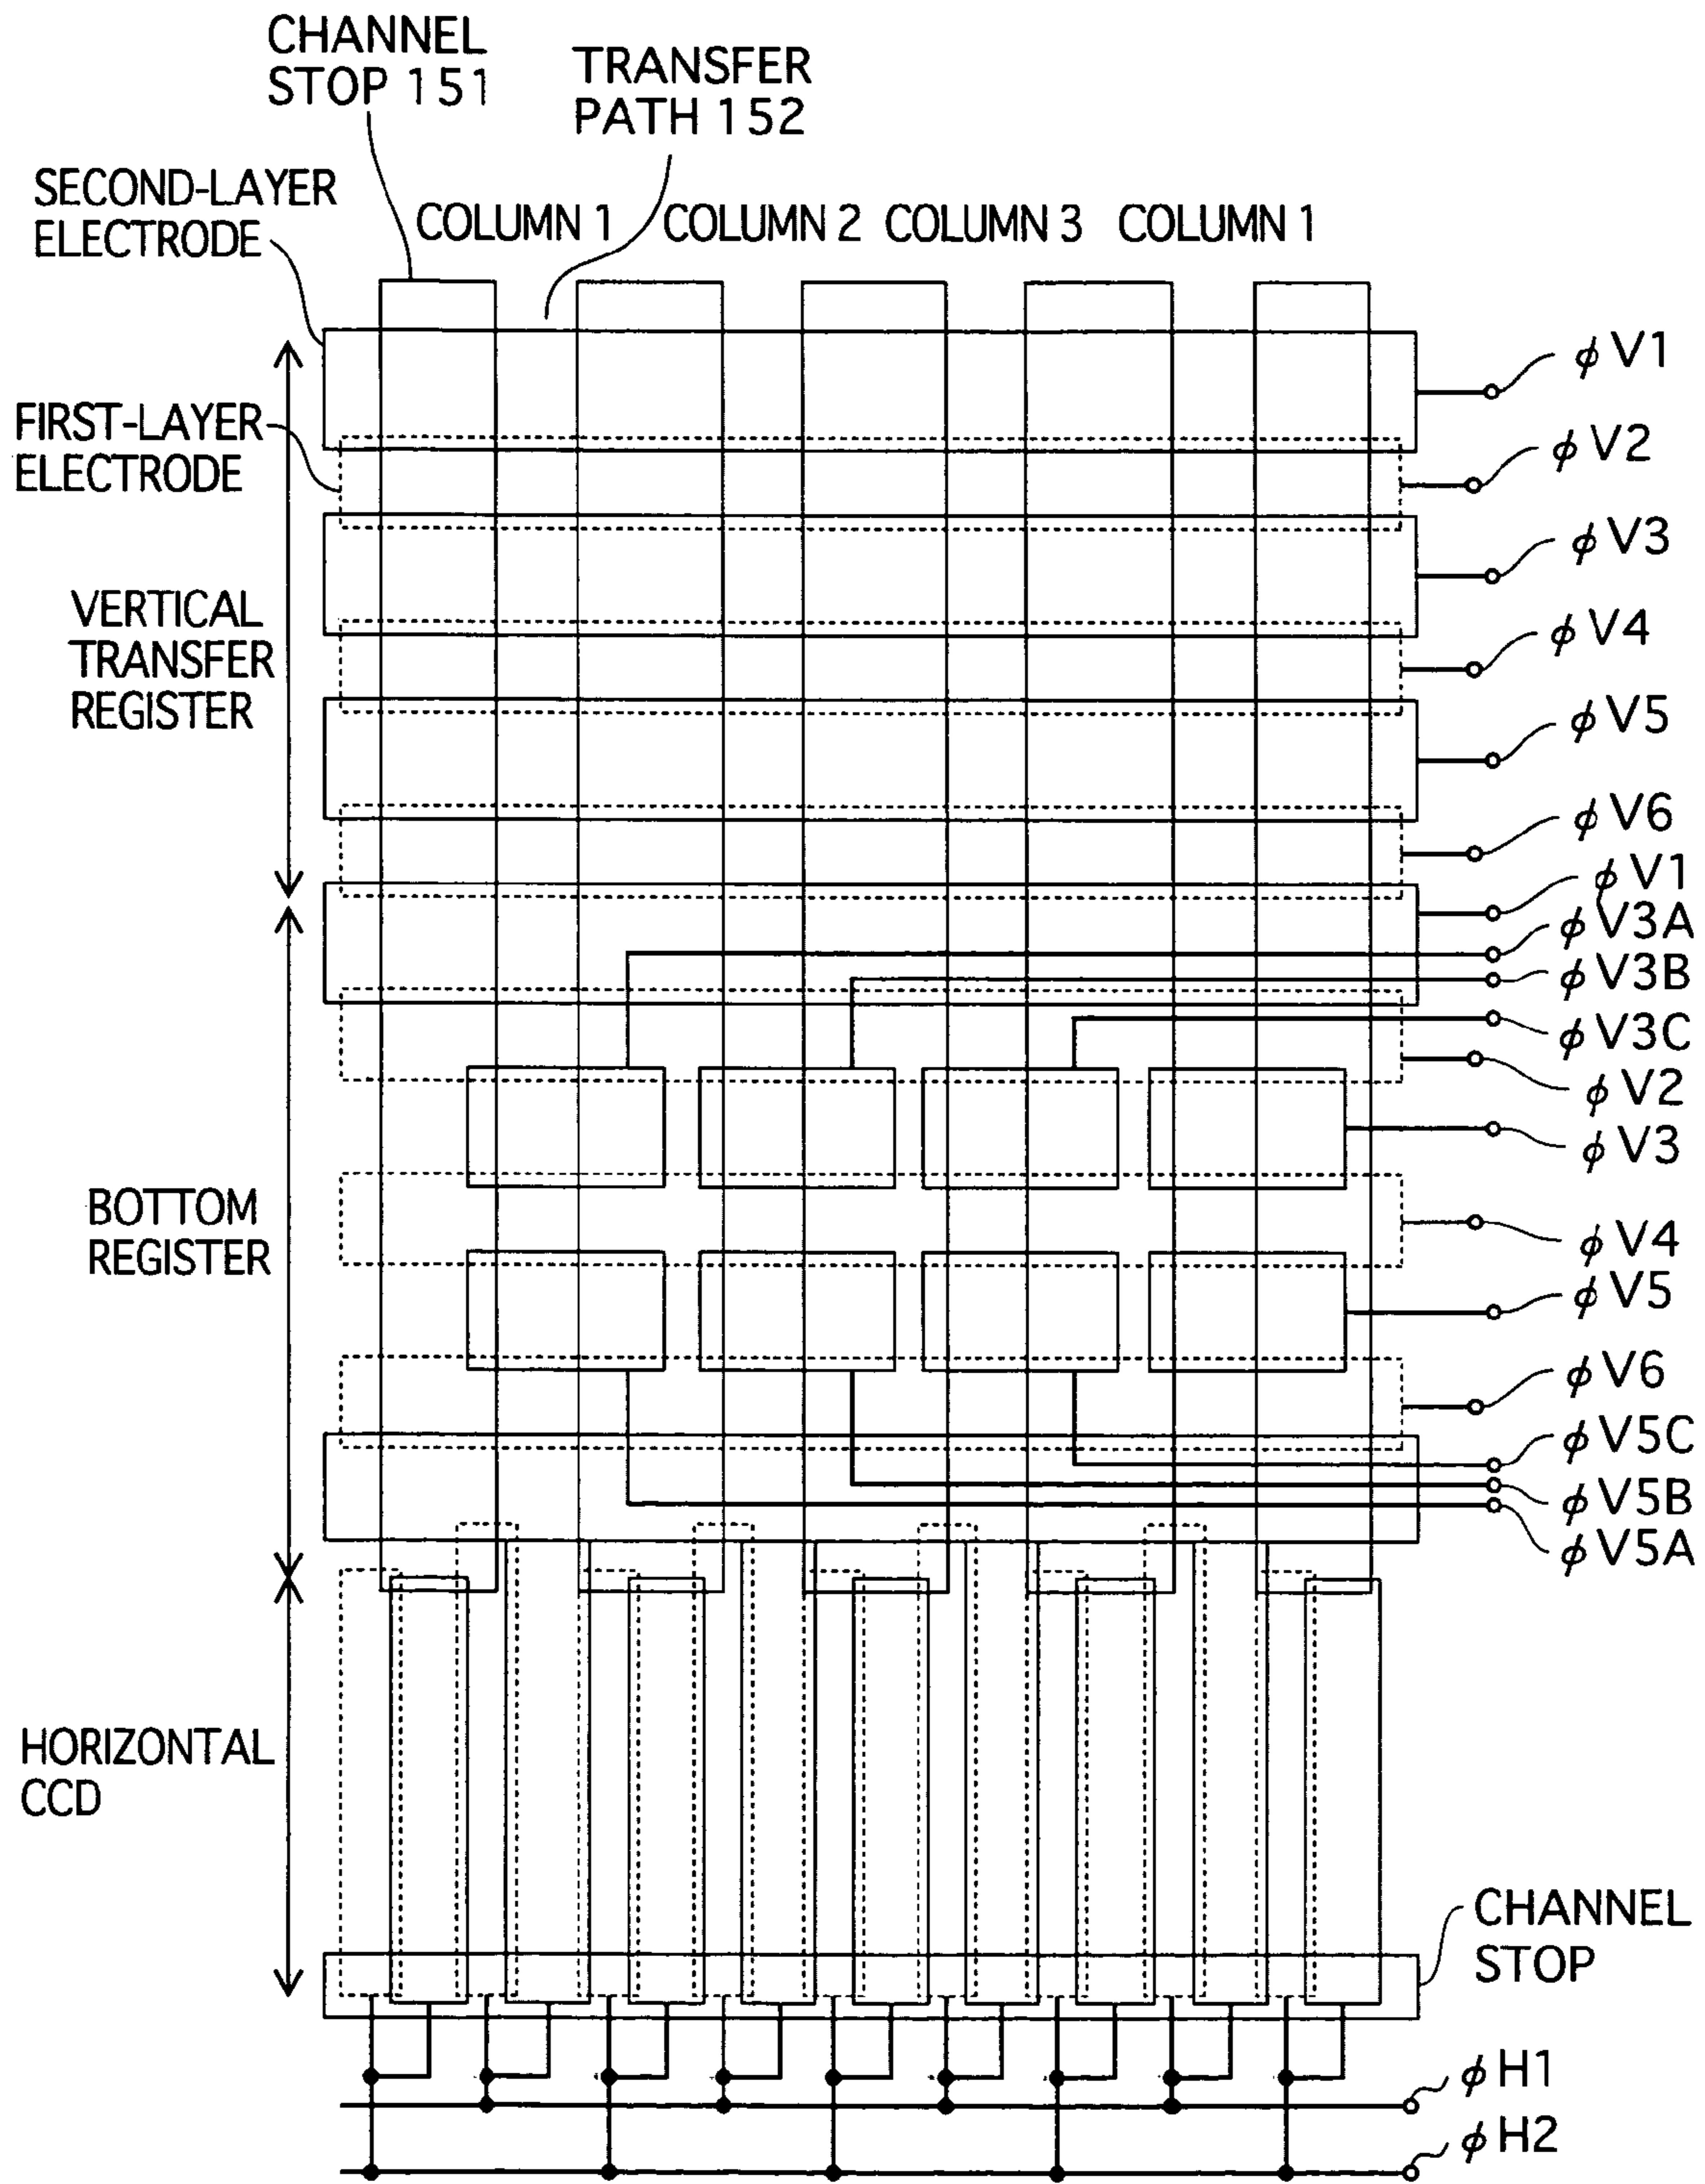 CHANNEL
STOP 151
TRANSFER
PATH 152
SECOND-LAYER
ELECTRODE
COLUMN 1 COLUMN 2 COLUMN 3 COLUMN 1
FIRST-LAYER
ELECTRODE
VERTICAL
TRANSFER
REGISTER
BOTTOM
REGISTER
HORIZONTAL
CCD
ϕV1
ϕV2
ϕV3
ϕV4
ϕV5
ϕV6
ϕV1
ϕV3A
ϕV3B
ϕV3C
ϕV2
ϕV3
ϕV4
ϕV5
ϕV6
ϕV5C
ϕV5B
ϕV5A
CHANNEL
STOP
ϕH1
ϕH2